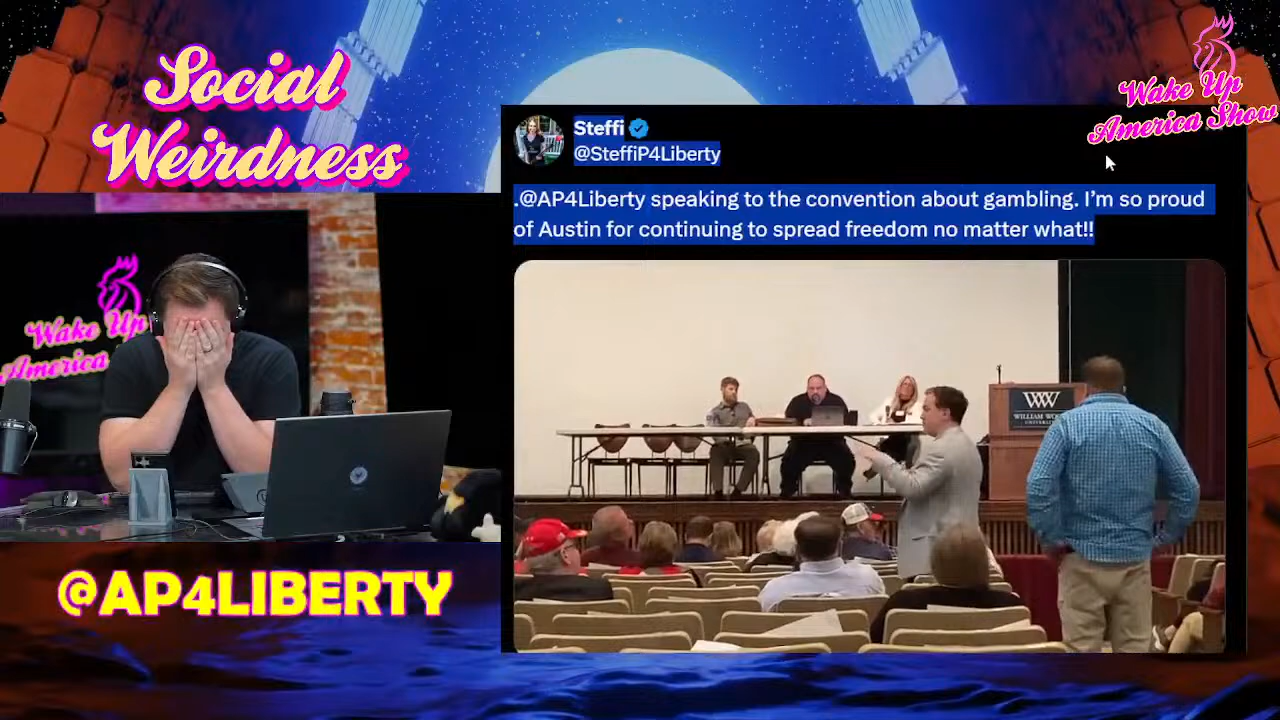 Social
Weirdness
Wake Up
America Show
Steffi
@SteffiP4Liberty
.@AP4Liberty speaking to the convention about gambling. I'm so proud
of Austin for continuing to spread freedom no matter what!!
Wake Up
America
WILLIAM
@AP4LIBERTY